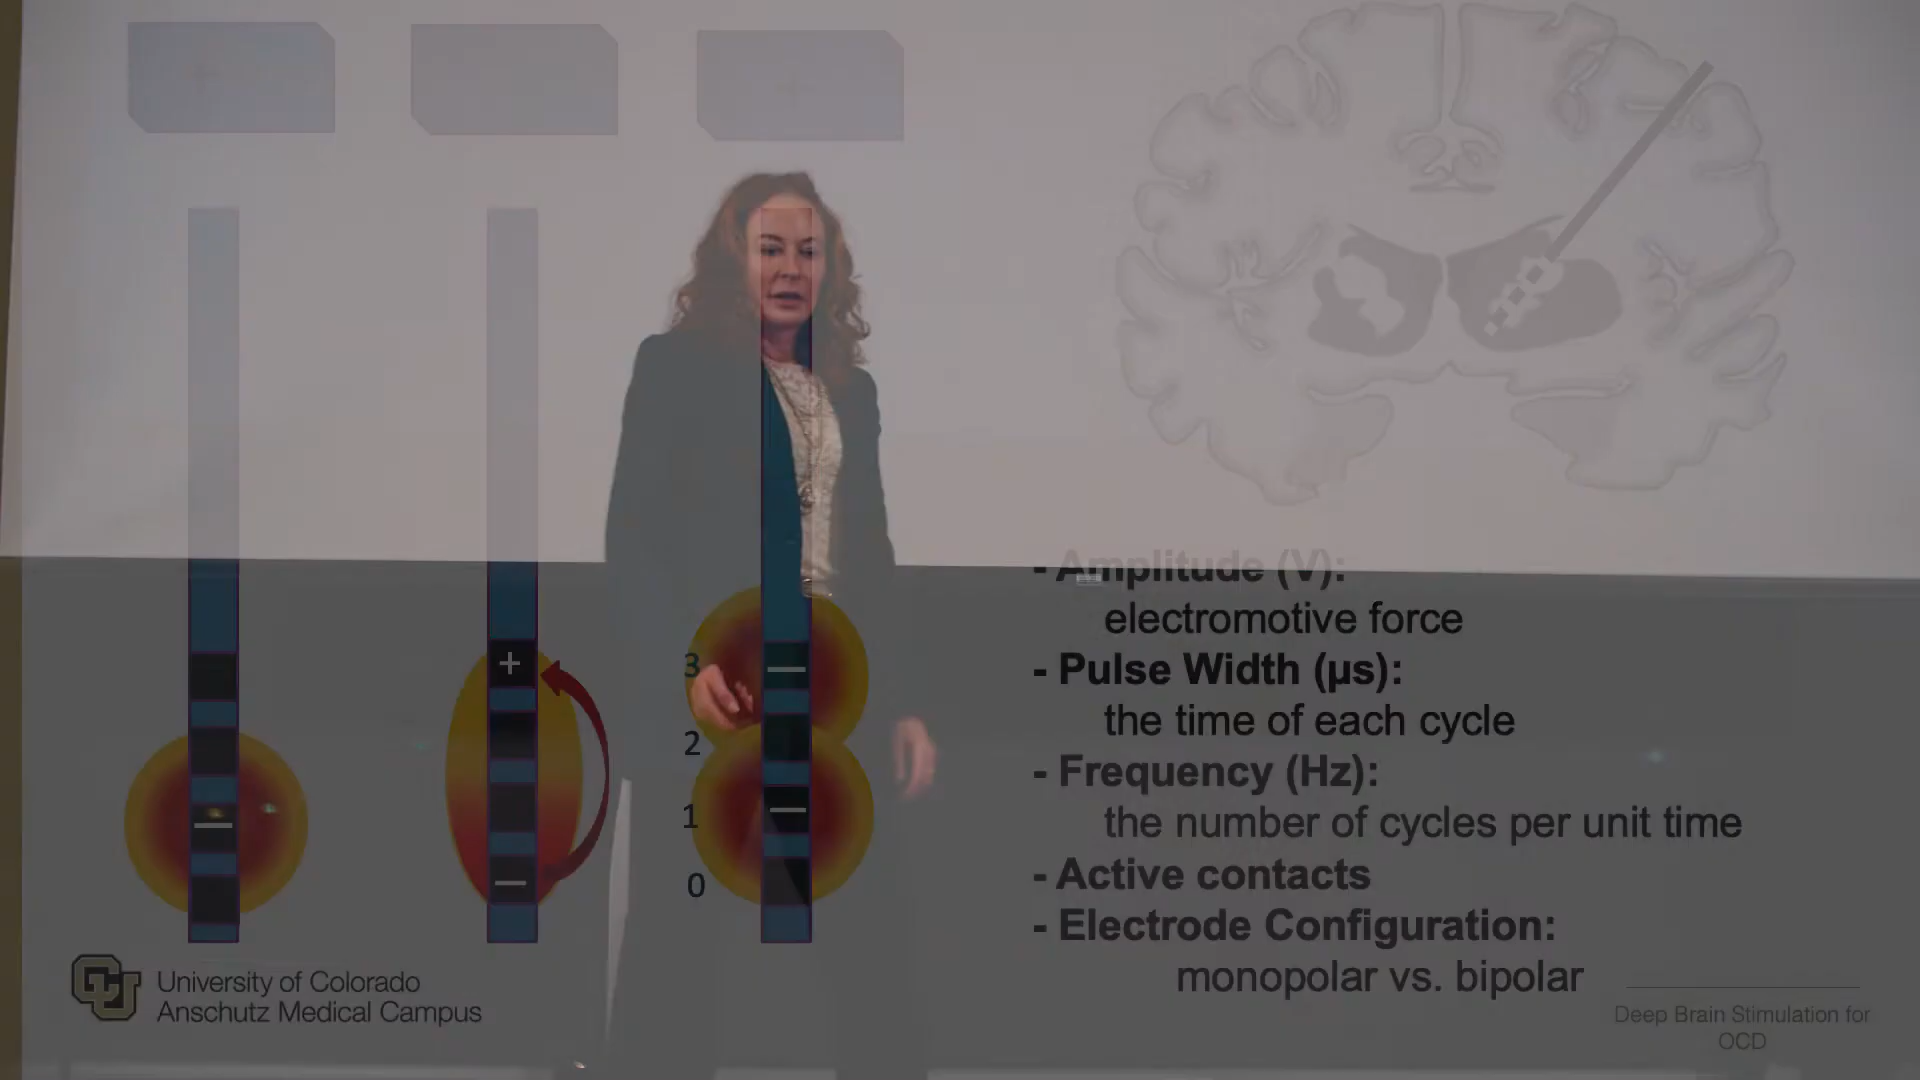 +
+
+
3
2
1
0
- Amplitude (V):
electromotive force
- Pulse Width (µs):
the time of each cycle
- Frequency (Hz):
the number of cycles per unit time
- Active contacts
- Electrode Configuration:
monopolar vs. bipolar
CU
University of Colorado
Anschutz Medical Campus
Deep Brain Stimulation for
OCD